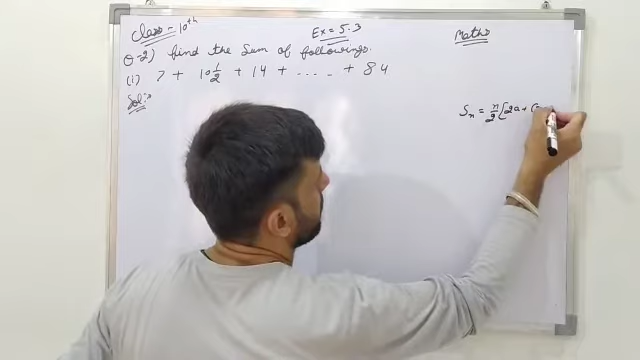 Class - 10th
Ex = 5.3
Maths
Q-2) find the Sum of followings.
(i) 7 + 10 1/2 + 14 + ..... + 84
Sol:-
Sn = n/2 [2a + (